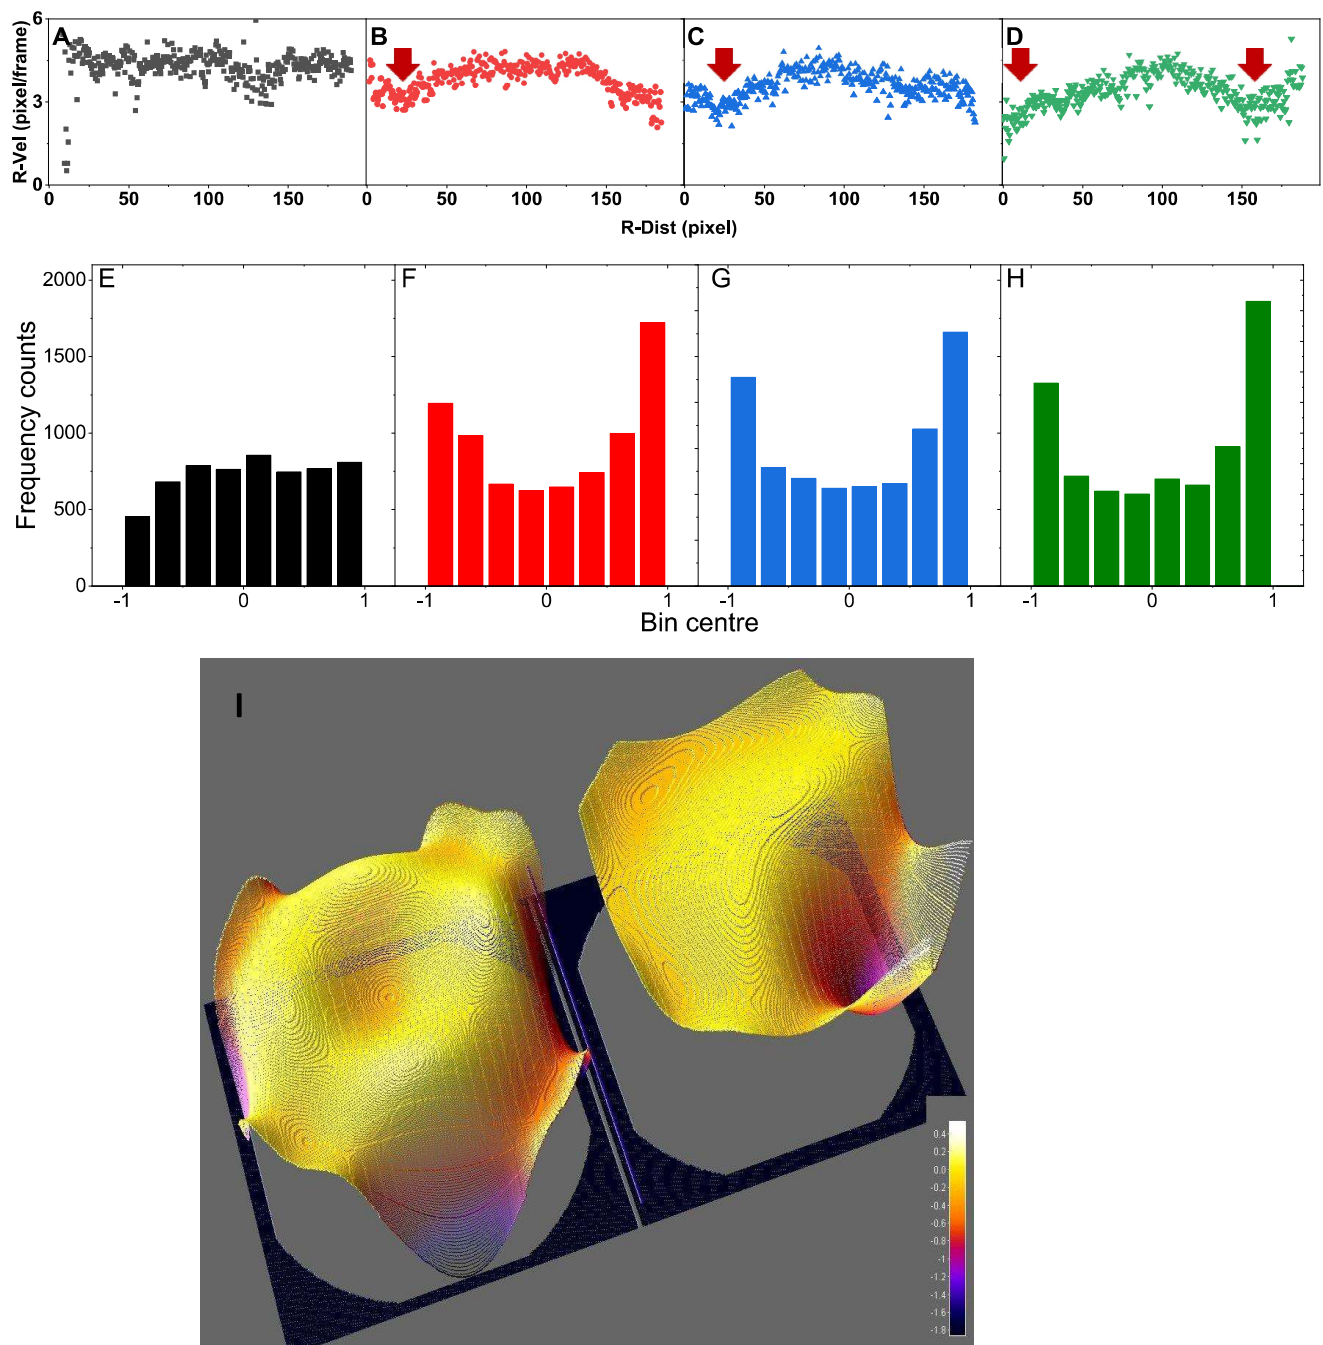 A B C D
R-Vel (pixel/frame)
6
3
0
0 50 100 150 0 50 100 150 0 50 100 150 0 50 100 150
R-Dist (pixel)
E F G H
Frequency counts
2000
1500
1000
500
0
-1 0 1 -1 0 1 -1 0 1 -1 0 1
Bin centre
I
0.4
0.2
0.0
-0.2
-0.4
-0.6
-0.8
-1
-1.2
-1.4
-1.6
-1.8